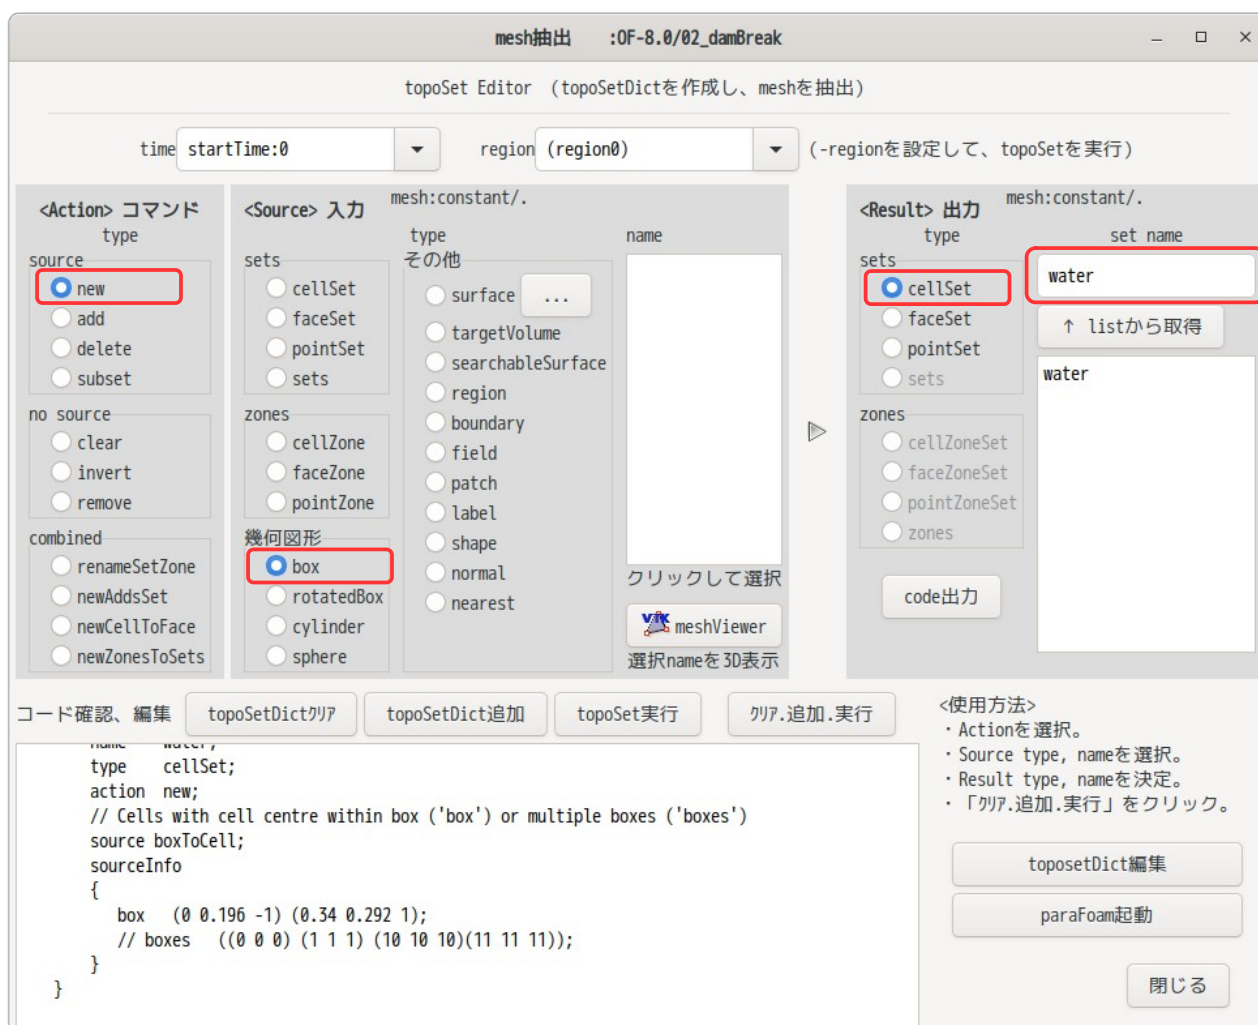 mesh抽出　　:OF-8.0/02_damBreak
topoSet Editor　(topoSetDictを作成し、meshを抽出)
time startTime:0 region (region0) (-regionを設定して、topoSetを実行)
<Action> コマンド
type
source
new
add
delete
subset
no source
clear
invert
remove
combined
renameSetZone
newAddsSet
newCellToFace
newZonesToSets
<Source> 入力
mesh:constant/.
sets
cellSet
faceSet
pointSet
sets
zones
cellZone
faceZone
pointZone
幾何図形
box
rotatedBox
cylinder
sphere
type
その他
surface ...
targetVolume
searchableSurface
region
boundary
field
patch
label
shape
normal
nearest
name
クリックして選択
VTK meshViewer
選択nameを3D表示
<Result> 出力
mesh:constant/.
type
sets
cellSet
faceSet
pointSet
sets
zones
cellZoneSet
faceZoneSet
pointZoneSet
zones
code出力
set name
water
↑ listから取得
water
コード確認、編集 topoSetDictｸﾘｱ topoSetDict追加 topoSet実行 ｸﾘｱ.追加.実行
type    cellSet;
action  new;
// Cells with cell centre within box ('box') or multiple boxes ('boxes')
source boxToCell;
sourceInfo
{
box   (0 0.196 -1) (0.34 0.292 1);
// boxes   ((0 0 0) (1 1 1) (10 10 10)(11 11 11));
}
}
<使用方法>
・Actionを選択。
・Source type, nameを選択。
・Result type, nameを決定。
・「ｸﾘｱ.追加.実行」をクリック。
toposetDict編集
paraFoam起動
閉じる